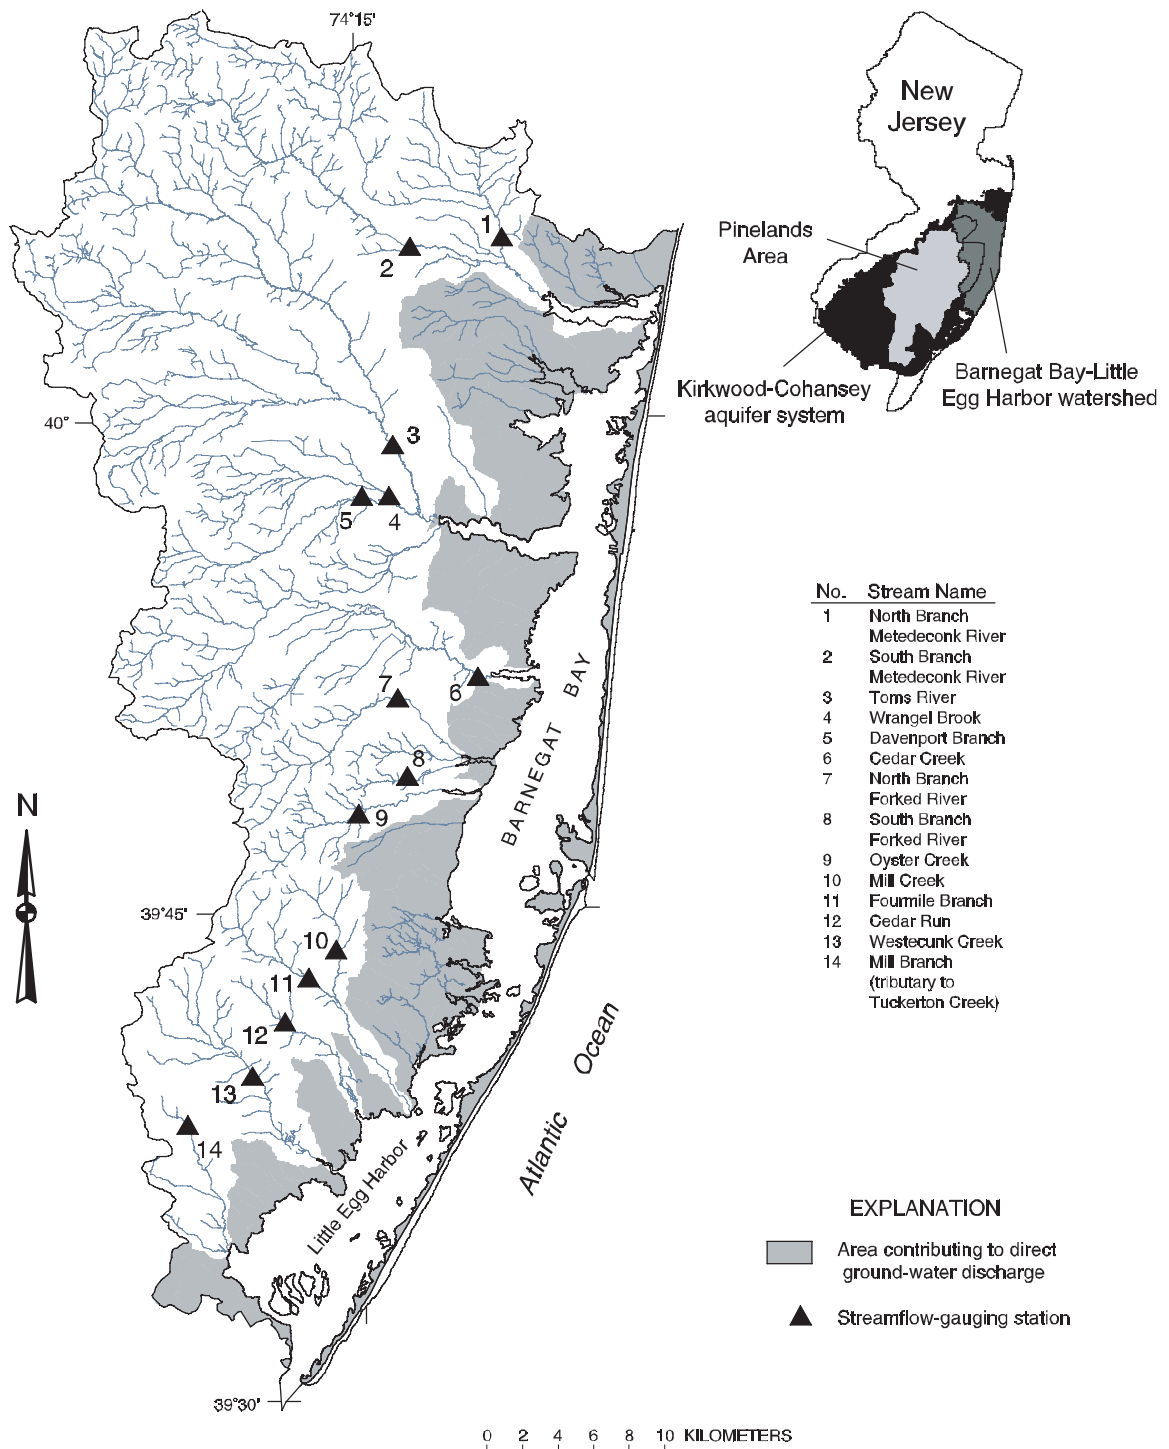 74°15'
New
Jersey
Pinelands
Area
Kirkwood-Cohansey
aquifer system
Barnegat Bay-Little
Egg Harbor watershed
1
2
40°
3
5
4
6
7
8
9
BARNEGAT BAY
N
39°45'
10
11
12
13
14
Little Egg Harbor
Atlantic Ocean
39°30'
No. Stream Name
1 North Branch
Metedeconk River
2 South Branch
Metedeconk River
3 Toms River
4 Wrangel Brook
5 Davenport Branch
6 Cedar Creek
7 North Branch
Forked River
8 South Branch
Forked River
9 Oyster Creek
10 Mill Creek
11 Fourmile Branch
12 Cedar Run
13 Westecunk Creek
14 Mill Branch
(tributary to
Tuckerton Creek)
EXPLANATION
Area contributing to direct
ground-water discharge
Streamflow-gauging station
0 2 4 6 8 10 KILOMETERS